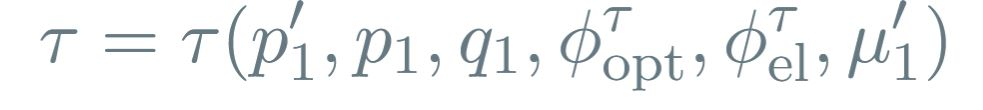 τ = τ(p′₁, p₁, q₁, ϕ^τ_opt, ϕ^τ_el, μ′₁)